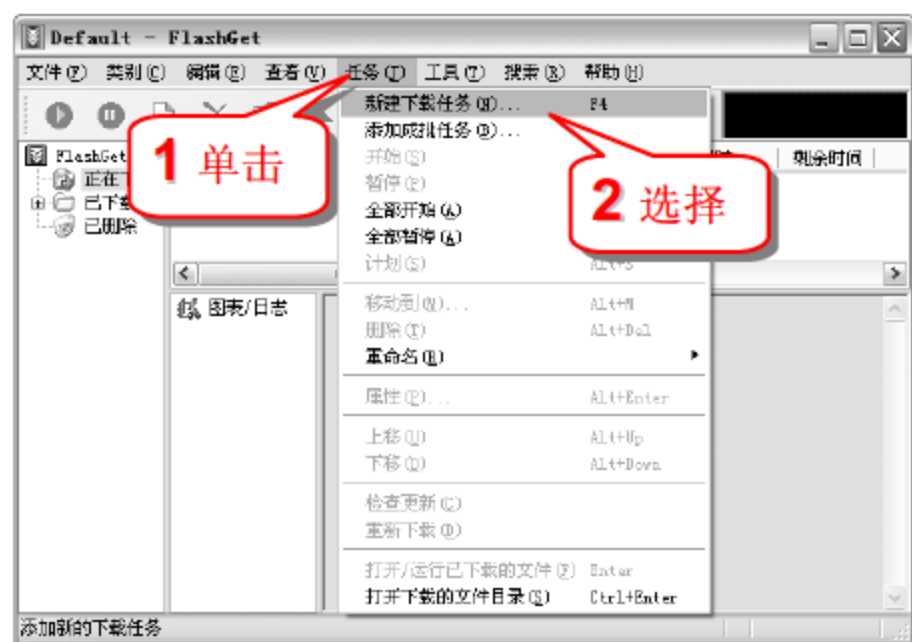 Default - FlashGet
文件(F) 类别(C) 编辑(E) 查看(V) 任务(T) 工具(T) 搜索(R) 帮助(H)
1 单击
新建下载任务(N)... F4
添加成批任务(B)...
开始(S)
暂停(P)
全部开始(A)
全部暂停(A)
计划(S) Alt+S
移动到(M)... Alt+M
删除(T) Alt+Del
重命名(R)
属性(P)... Alt+Enter
上移(U) Alt+Up
下移(D) Alt+Down
检查更新(C)
重新下载(D)
打开/运行已下载的文件(F) Enter
打开下载的文件目录(S) Ctrl+Enter
2 选择
剩余时间
FlashGet
正在
已下载
已删除
图表/日志
添加新的下载任务